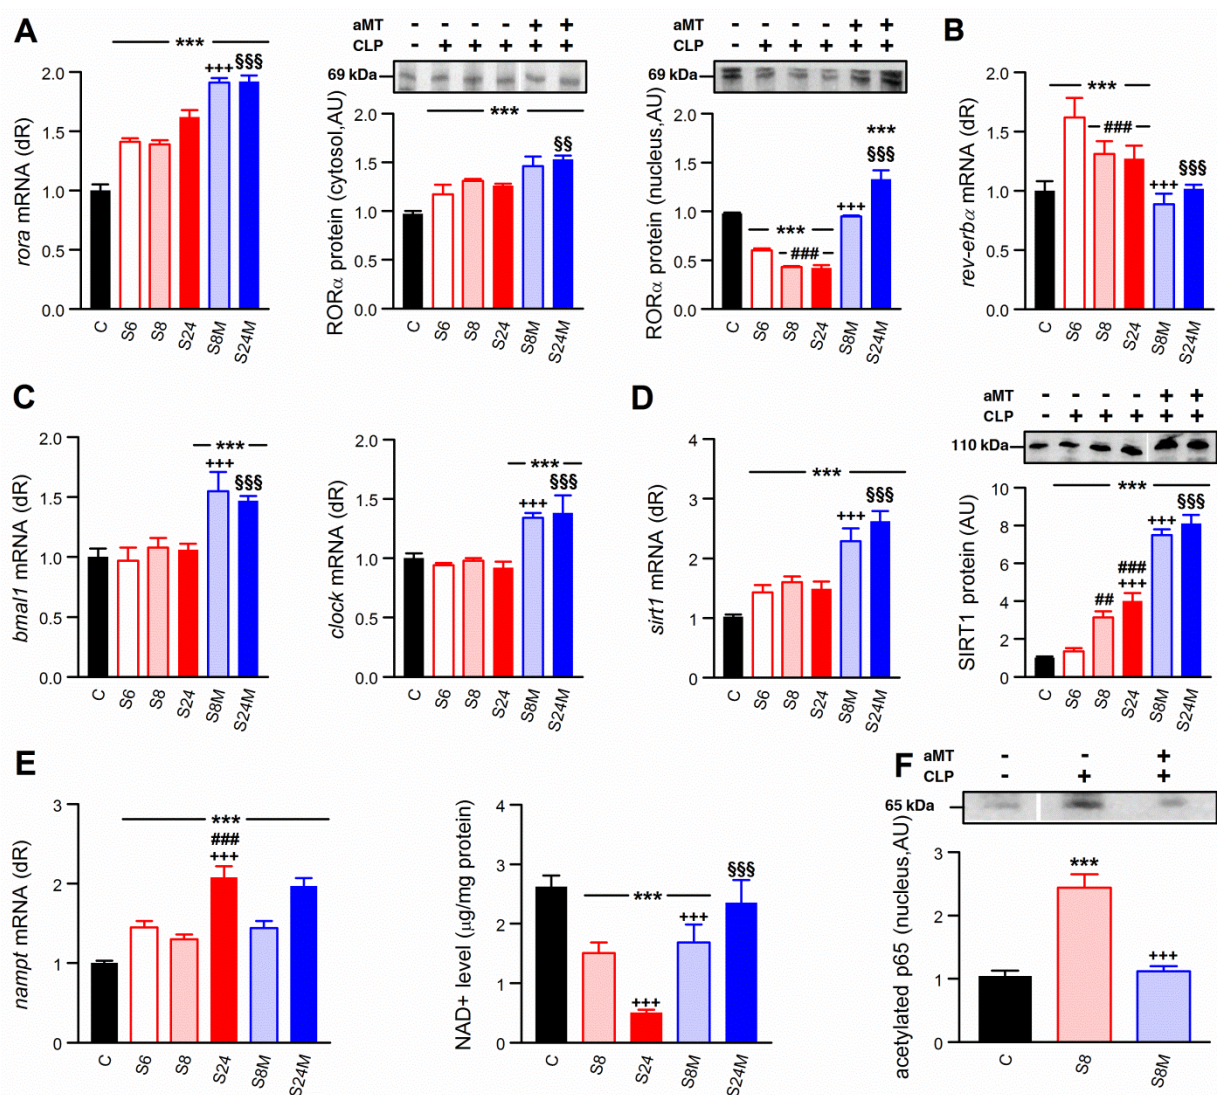 A
rora mRNA (dR)
2.0
1.5
1.0
0.5
0.0
***
+++
§§§
C
S6
S8
S24
S8M
S24M
aMT - - - - + +
CLP - + + + + +
69 kDa
RORα protein (cytosol,AU)
2.0
1.5
1.0
0.5
0.0
***
§§
C
S6
S8
S24
S8M
S24M
aMT - - - - + +
CLP - + + + + +
69 kDa
RORα protein (nucleus,AU)
2.0
1.5
1.0
0.5
0.0
***
###
+++
***
§§§
C
S6
S8
S24
S8M
S24M
B
rev-erbα mRNA (dR)
2.0
1.5
1.0
0.5
0.0
***
###
+++
§§§
C
S6
S8
S24
S8M
S24M
C
bmal1 mRNA (dR)
2.0
1.5
1.0
0.5
0.0
***
+++
§§§
C
S6
S8
S24
S8M
S24M
clock mRNA (dR)
2.0
1.5
1.0
0.5
0.0
***
+++
§§§
C
S6
S8
S24
S8M
S24M
D
sirt1 mRNA (dR)
4
3
2
1
0
***
+++
§§§
C
S6
S8
S24
S8M
S24M
aMT - - - - + +
CLP - + + + + +
110 kDa
SIRT1 protein (AU)
10
8
6
4
2
0
***
##
###
+++
+++
§§§
C
S6
S8
S24
S8M
S24M
E
nampt mRNA (dR)
3
2
1
0
***
###
+++
C
S6
S8
S24
S8M
S24M
NAD+ level (μg/mg protein)
4
3
2
1
0
***
+++
+++
§§§
C
S8
S24
S8M
S24M
F
aMT - - +
CLP - + +
65 kDa
acetylated p65 (nucleus,AU)
3
2
1
0
***
+++
C
S8
S8M